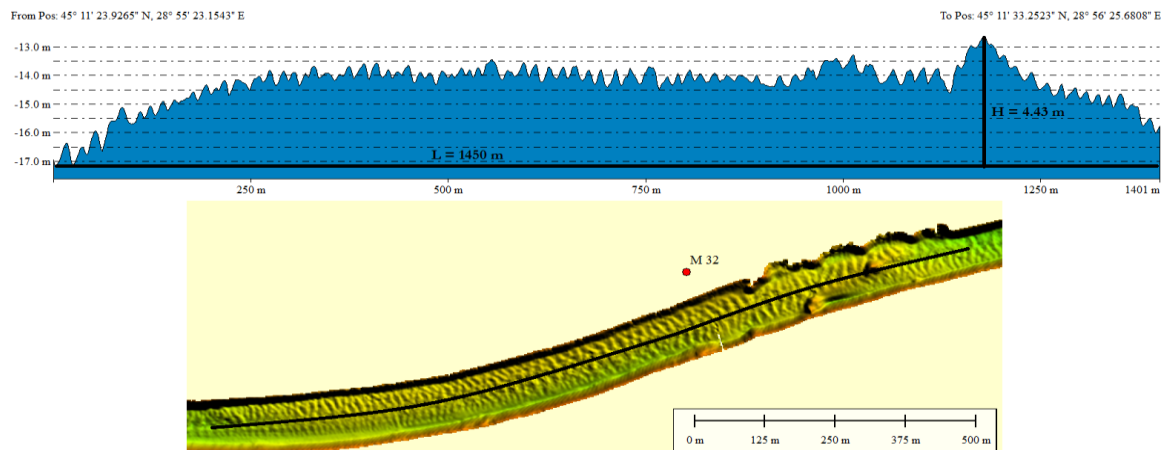 From Pos: 45° 11' 23.9265" N, 28° 55' 23.1543" E
To Pos: 45° 11' 33.2523" N, 28° 56' 25.6808" E
-13.0 m
-14.0 m
-15.0 m
-16.0 m
-17.0 m
H = 4.43 m
L = 1450 m
250 m
500 m
750 m
1000 m
1250 m
1401 m
M 32
0 m
125 m
250 m
375 m
500 m